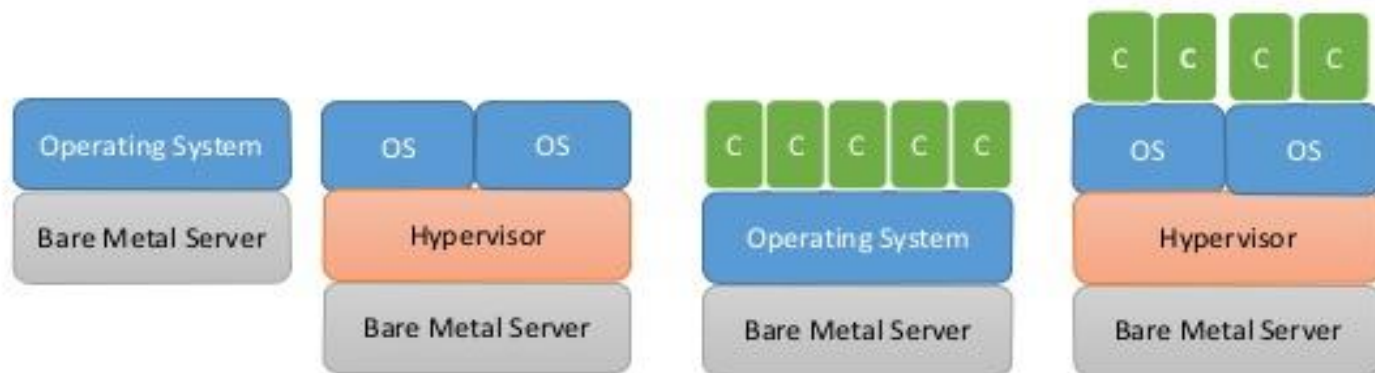 C C C C
Operating System OS OS C C C C C OS OS
Bare Metal Server Hypervisor Operating System Hypervisor
Bare Metal Server Bare Metal Server Bare Metal Server